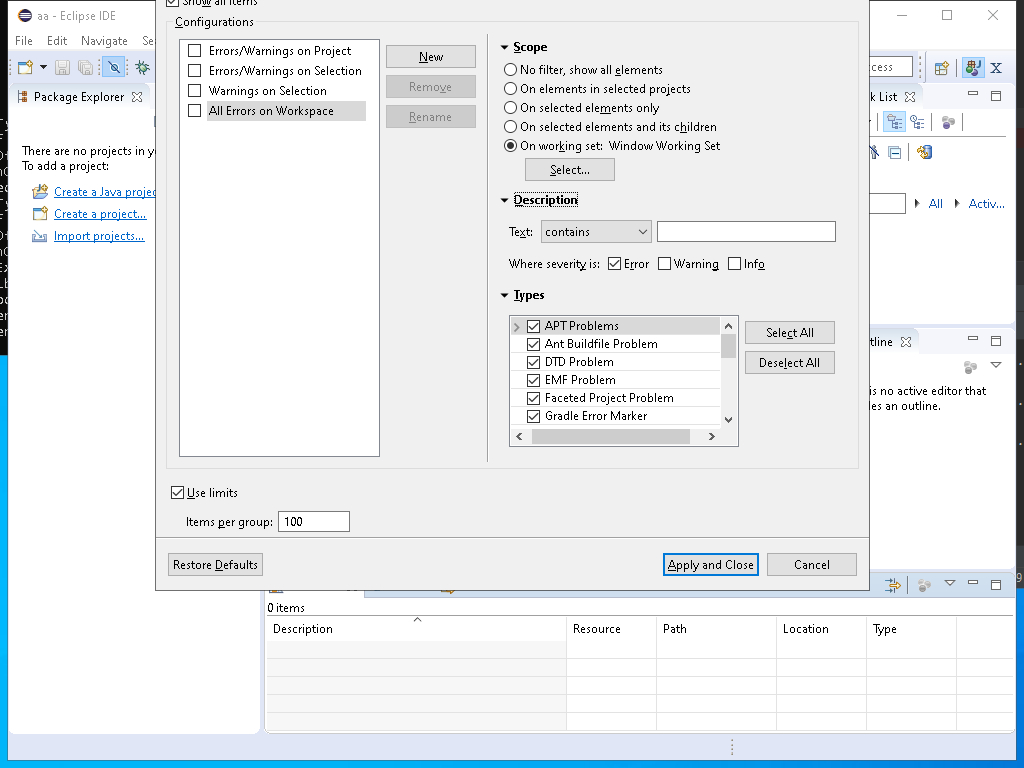 aa - Eclipse IDE
Show all items
File Edit Navigate Se
Configurations
Errors/Warnings on Project
Errors/Warnings on Selection
Warnings on Selection
All Errors on Workspace
New
Remove
Rename
Scope
No filter, show all elements
On elements in selected projects
On selected elements only
On selected elements and its children
On working set: Window Working Set
Select...
Description
Text: contains
Where severity is: Error Warning Info
Types
APT Problems
Ant Buildfile Problem
DTD Problem
EMF Problem
Faceted Project Problem
Gradle Error Marker
Select All
Deselect All
Use limits
Items per group: 100
Restore Defaults
Apply and Close
Cancel
Package Explorer
There are no projects in y
To add a project:
Create a Java projec
Create a project...
Import projects...
cess
k List
All Activ...
tline
is no active editor that
les an outline.
0 items
Description Resource Path Location Type